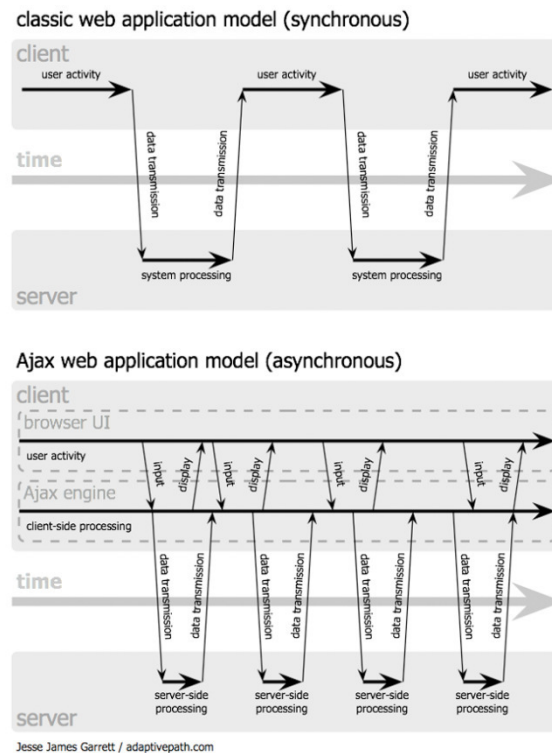 classic web application model (synchronous)
client
user activity
user activity
user activity
data transmission
data transmission
data transmission
data transmission
time
system processing
system processing
server
Ajax web application model (asynchronous)
client
browser UI
user activity
input
display
input
display
input
display
input
display
Ajax engine
client-side processing
data transmission
data transmission
data transmission
data transmission
data transmission
data transmission
data transmission
data transmission
time
server-side
processing
server-side
processing
server-side
processing
server-side
processing
server
Jesse James Garrett / adaptivepath.com